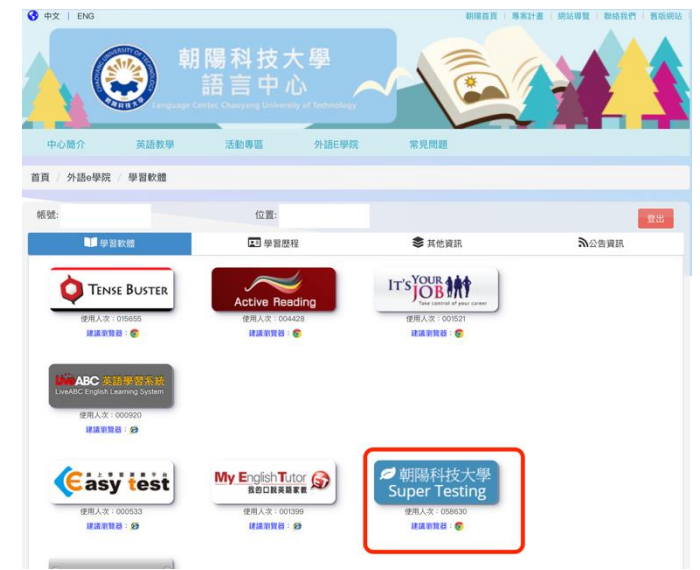 中文 | ENG
朝陽首頁 | 專案計畫 | 網站導覽 | 聯絡我們 | 舊版網站
朝陽科技大學
語言中心
Language Center, Chaoyang University of Technology
中心簡介 英語教學 活動專區 外語E學院 常見問題
首頁 / 外語e學院 / 學習軟體
帳號: 位置: 登出
學習軟體 學習歷程 其他資訊 公告資訊
TENSE BUSTER
Active Reading
IT'S YOUR JOB
Take control of your career
使用人次：015655 使用人次：004428 使用人次：001521
建議瀏覽器： 建議瀏覽器： 建議瀏覽器：
LiveABC 英語學習系統
LiveABC English Learning System
使用人次：000920
建議瀏覽器：
線上學習測驗平台
Easy test
My English Tutor
我的口說英語家教
朝陽科技大學
Super Testing
使用人次：000533 使用人次：001399 使用人次：058630
建議瀏覽器： 建議瀏覽器： 建議瀏覽器：